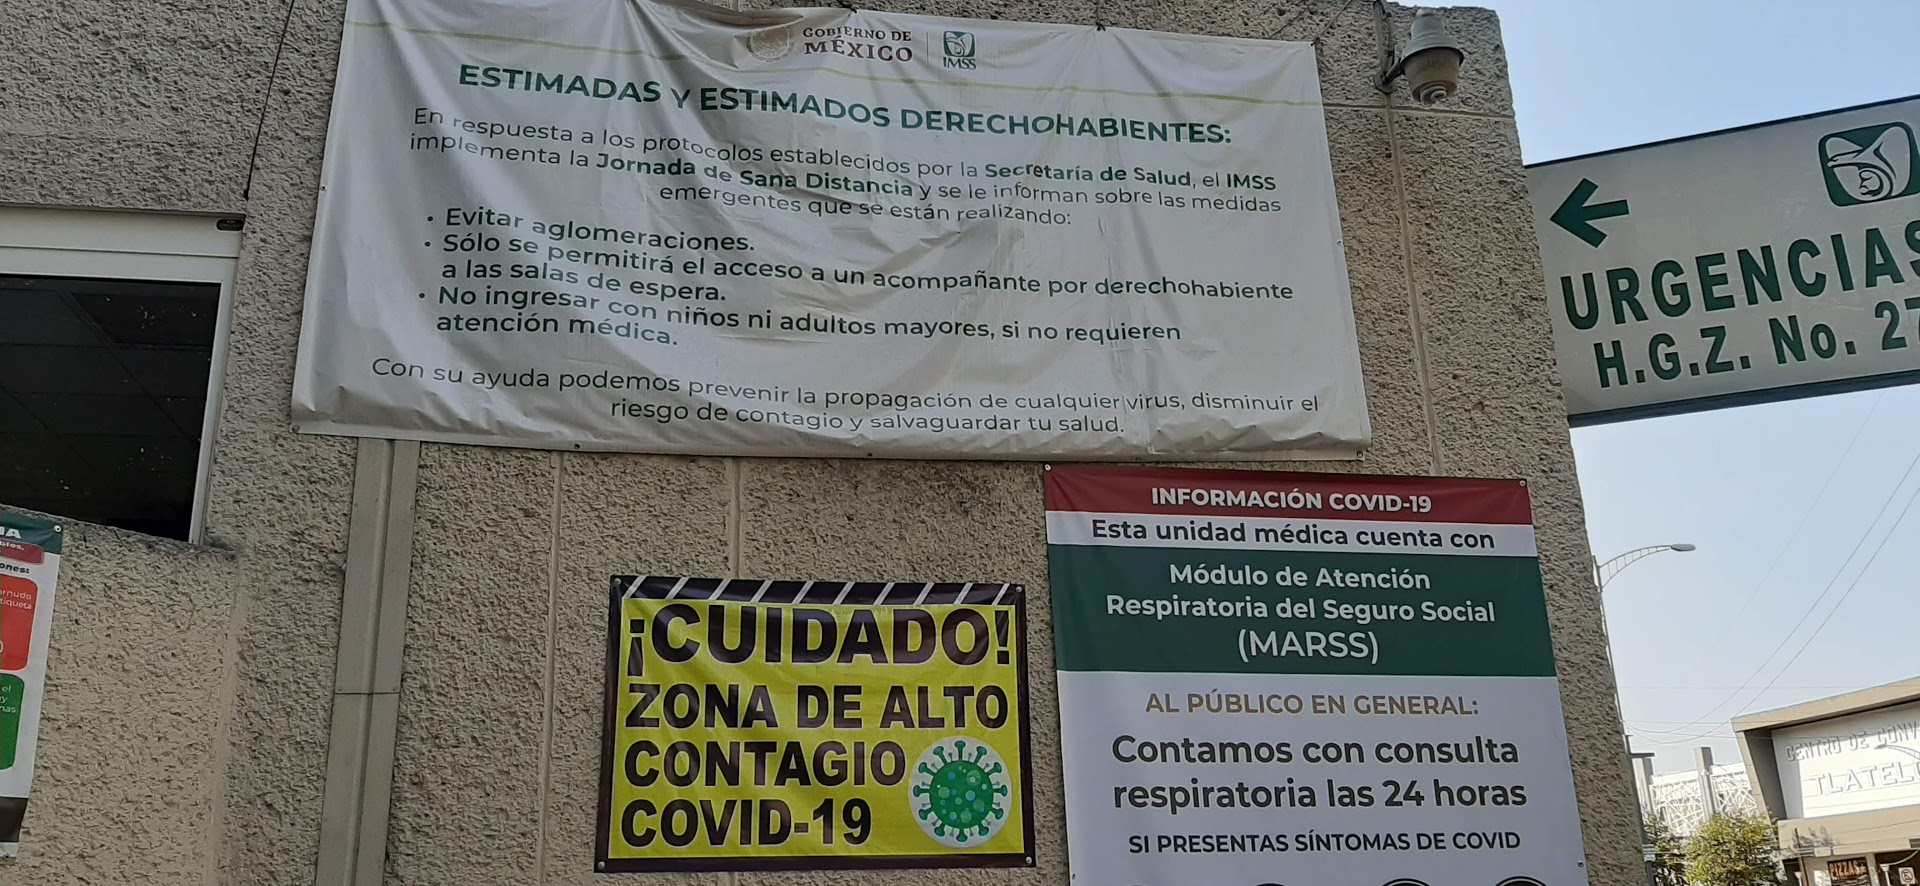 GOBIERNO DE
MÉXICO
IMSS
ESTIMADAS Y ESTIMADOS DERECHOHABIENTES:
En respuesta a los protocolos establecidos por la Secretaría de Salud, el IMSS
implementa la Jornada de Sana Distancia y se le informan sobre las medidas
emergentes que se están realizando:
• Evitar aglomeraciones.
• Sólo se permitirá el acceso a un acompañante por derechohabiente
a las salas de espera.
• No ingresar con niños ni adultos mayores, si no requieren
atención médica.
Con su ayuda podemos prevenir la propagación de cualquier virus, disminuir el
riesgo de contagio y salvaguardar tu salud.
URGENCIAS
H.G.Z. No. 27
¡CUIDADO!
ZONA DE ALTO
CONTAGIO
COVID-19
INFORMACIÓN COVID-19
Esta unidad médica cuenta con
Módulo de Atención
Respiratoria del Seguro Social
(MARSS)
AL PÚBLICO EN GENERAL:
Contamos con consulta
respiratoria las 24 horas
SI PRESENTAS SÍNTOMAS DE COVID
CENTRO DE CONV
TLATEL
PIZZAS